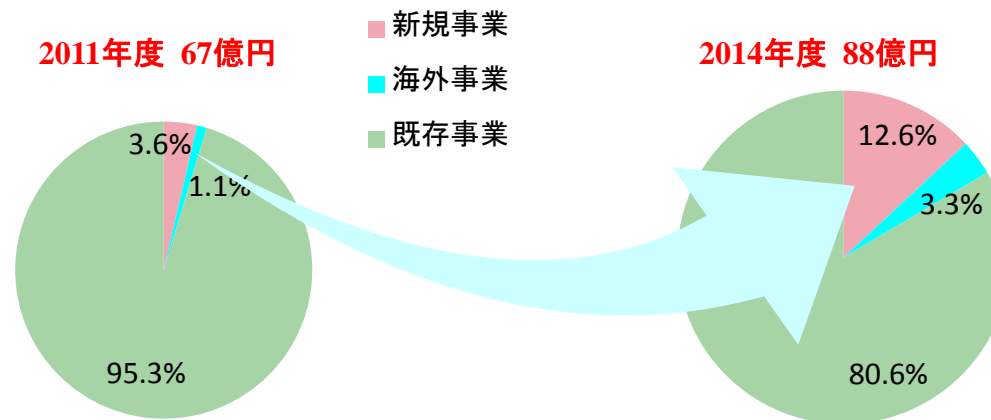 新規事業
海外事業
既存事業
2011年度 67億円
3.6%
1.1%
95.3%
2014年度 88億円
12.6%
3.3%
80.6%